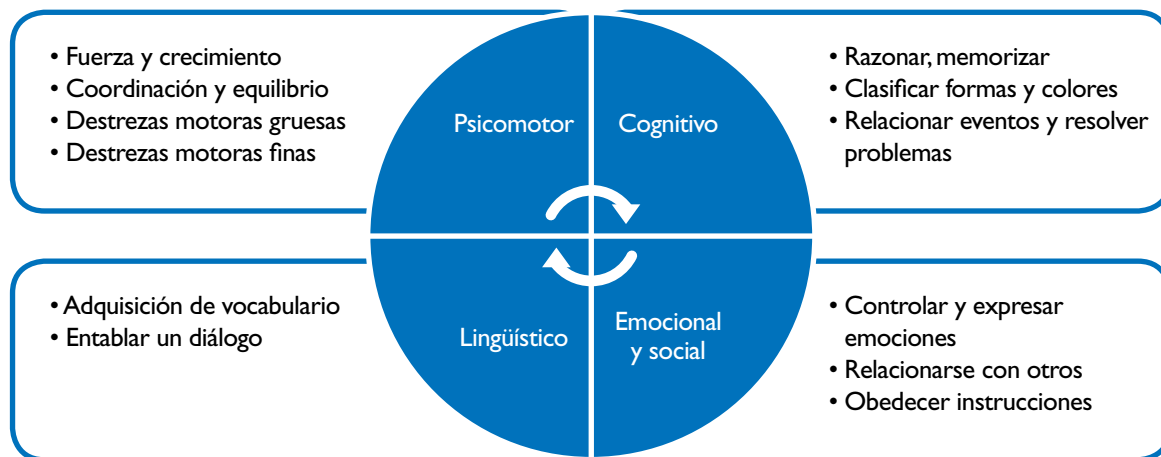 • Fuerza y crecimiento
• Coordinación y equilibrio
• Destrezas motoras gruesas
• Destrezas motoras finas
Psicomotor
Cognitivo
• Razonar, memorizar
• Clasificar formas y colores
• Relacionar eventos y resolver
problemas
• Adquisición de vocabulario
• Entablar un diálogo
Lingüístico
Emocional
y social
• Controlar y expresar
emociones
• Relacionarse con otros
• Obedecer instrucciones